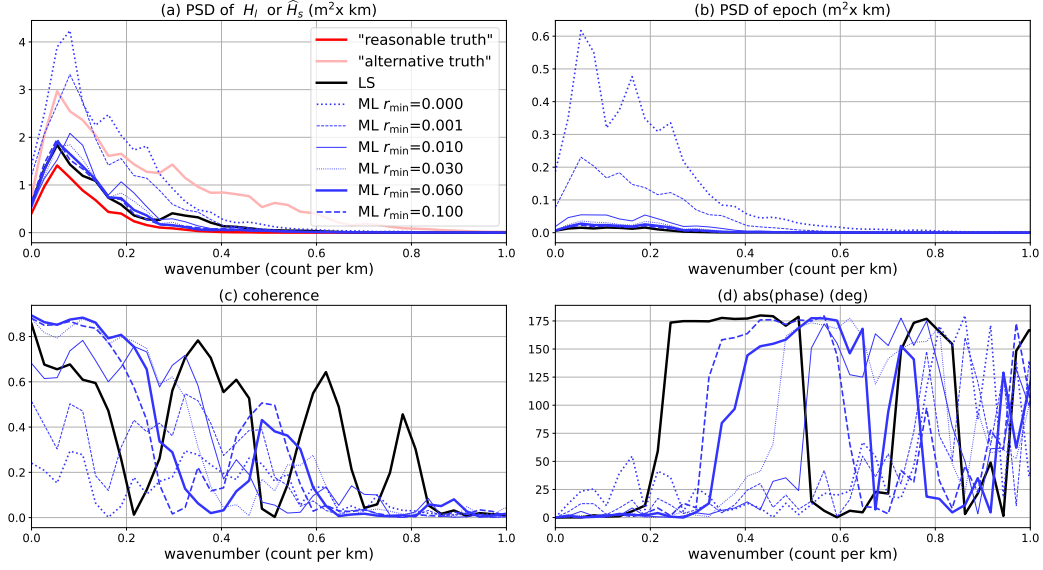 (a) PSD of H_l or Ĥ_s (m²x km)
4
3
2
1
0
"reasonable truth"
"alternative truth"
LS
ML r_min=0.000
ML r_min=0.001
ML r_min=0.010
ML r_min=0.030
ML r_min=0.060
ML r_min=0.100
0.0 0.2 0.4 0.6 0.8 1.0
wavenumber (count per km)
(b) PSD of epoch (m²x km)
0.6
0.5
0.4
0.3
0.2
0.1
0.0
0.0 0.2 0.4 0.6 0.8 1.0
wavenumber (count per km)
(c) coherence
0.8
0.6
0.4
0.2
0.0
0.0 0.2 0.4 0.6 0.8 1.0
wavenumber (count per km)
(d) abs(phase) (deg)
175
150
125
100
75
50
25
0
0.0 0.2 0.4 0.6 0.8 1.0
wavenumber (count per km)